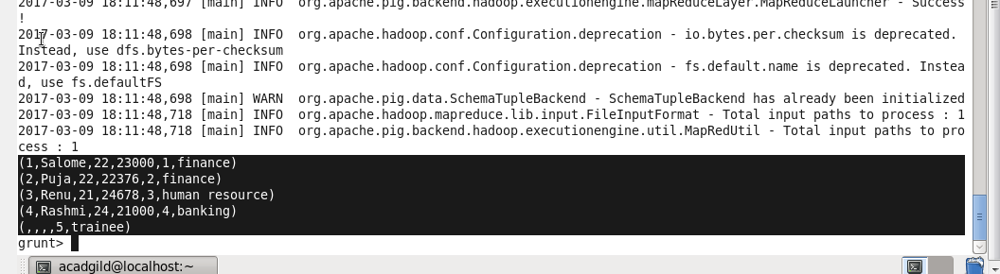 2017-03-09 18:11:48,697 [main] INFO  org.apache.pig.backend.hadoop.executionengine.mapReduceLayer.MapReduceLauncher - Success
!
2017-03-09 18:11:48,698 [main] INFO  org.apache.hadoop.conf.Configuration.deprecation - io.bytes.per.checksum is deprecated.
Instead, use dfs.bytes-per-checksum
2017-03-09 18:11:48,698 [main] INFO  org.apache.hadoop.conf.Configuration.deprecation - fs.default.name is deprecated. Instea
d, use fs.defaultFS
2017-03-09 18:11:48,698 [main] WARN  org.apache.pig.data.SchemaTupleBackend - SchemaTupleBackend has already been initialized
2017-03-09 18:11:48,718 [main] INFO  org.apache.hadoop.mapreduce.lib.input.FileInputFormat - Total input paths to process : 1
2017-03-09 18:11:48,718 [main] INFO  org.apache.pig.backend.hadoop.executionengine.util.MapRedUtil - Total input paths to pro
cess : 1
(1,Salome,22,23000,1,finance)
(2,Puja,22,22376,2,finance)
(3,Renu,21,24678,3,human resource)
(4,Rashmi,24,21000,4,banking)
(,,,,5,trainee)
grunt>
acadgild@localhost:~